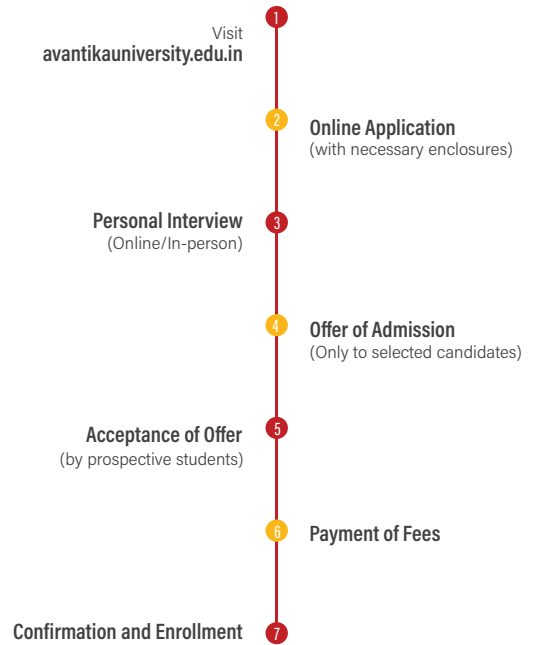 1
Visit
avantikauniversity.edu.in
2
Online Application
(with necessary enclosures)
3
Personal Interview
(Online/In-person)
4
Offer of Admission
(Only to selected candidates)
5
Acceptance of Offer
(by prospective students)
6
Payment of Fees
7
Confirmation and Enrollment